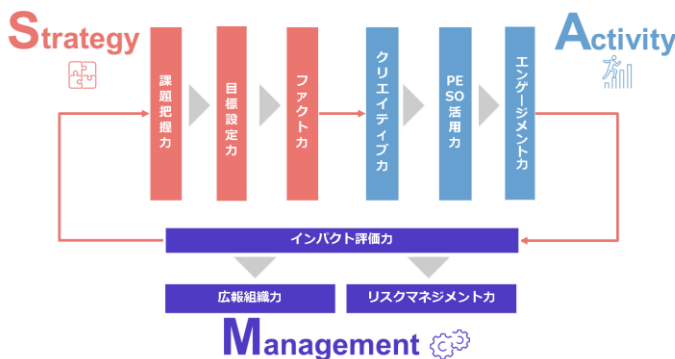 Strategy
Activity
課題把握力
目標設定力
ファクト力
クリエイティブ力
PESO活用力
エンゲージメント力
インパクト評価力
広報組織力
リスクマネジメント力
Management